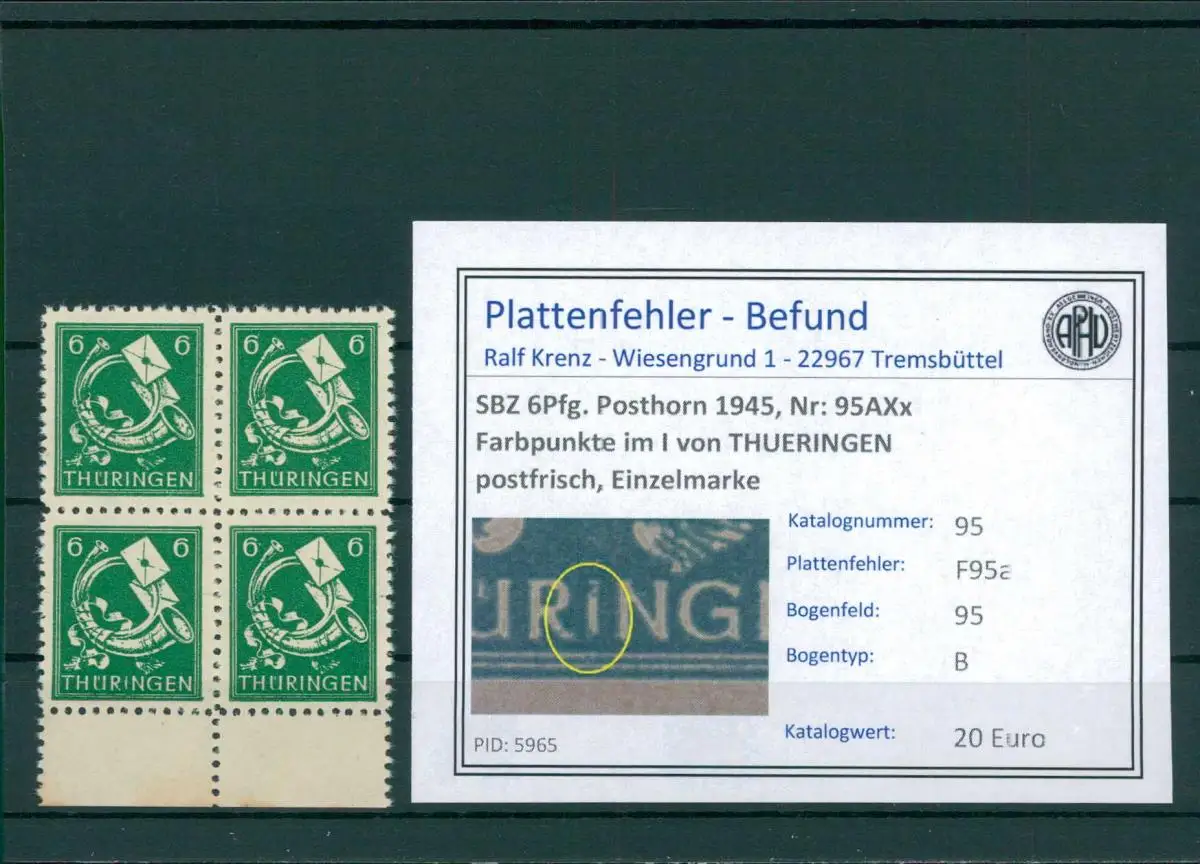 6 6
THÜRINGEN
6 6
THÜRINGEN
6 6
THÜRINGEN
6 6
THÜRINGEN
Plattenfehler - Befund
Ralf Krenz - Wiesengrund 1 - 22967 Tremsbüttel
APHV
SBZ 6Pfg. Posthorn 1945, Nr: 95AXx
Farbpunkte im I von THUERINGEN
postfrisch, Einzelmarke
ÜRINGE
Katalognummer: 95
Plattenfehler: F95a
Bogenfeld: 95
Bogentyp: B
Katalogwert: 20 Euro
PID: 5965